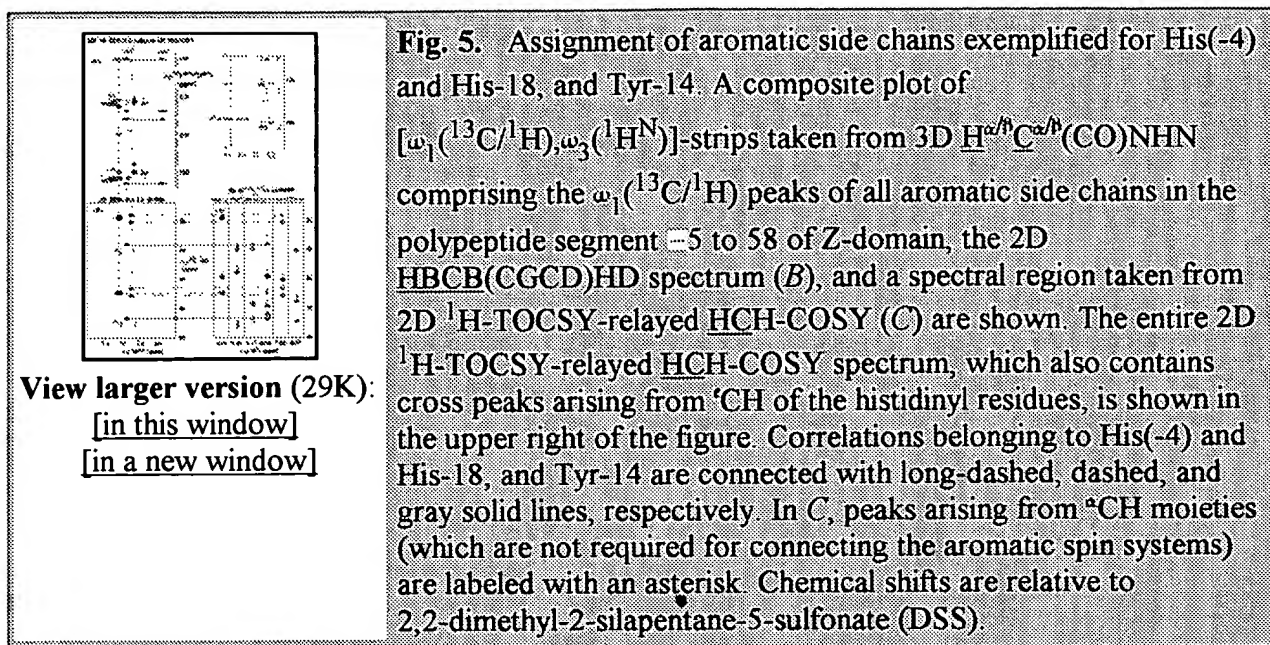 Fig. 5. Assignment of aromatic side chains exemplified for His(-4)
and His-18, and Tyr-14. A composite plot of
[ω₁(¹³C/¹H),ω₃(¹Hᴺ)]-strips taken from 3D H^α/β C^α/β(CO)NHN
comprising the ω₁(¹³C/¹H) peaks of all aromatic side chains in the
polypeptide segment -5 to 58 of Z-domain, the 2D
HBCB(CGCD)HD spectrum (B), and a spectral region taken from
2D ¹H-TOCSY-relayed HCH-COSY (C) are shown. The entire 2D
¹H-TOCSY-relayed HCH-COSY spectrum, which also contains
cross peaks arising from ᵋCH of the histidinyl residues, is shown in
the upper right of the figure. Correlations belonging to His(-4) and
His-18, and Tyr-14 are connected with long-dashed, dashed, and
gray solid lines, respectively. In C, peaks arising from ᵅCH moieties
(which are not required for connecting the aromatic spin systems)
are labeled with an asterisk. Chemical shifts are relative to
2,2-dimethyl-2-silapentane-5-sulfonate (DSS).
View larger version (29K):
[in this window]
[in a new window]